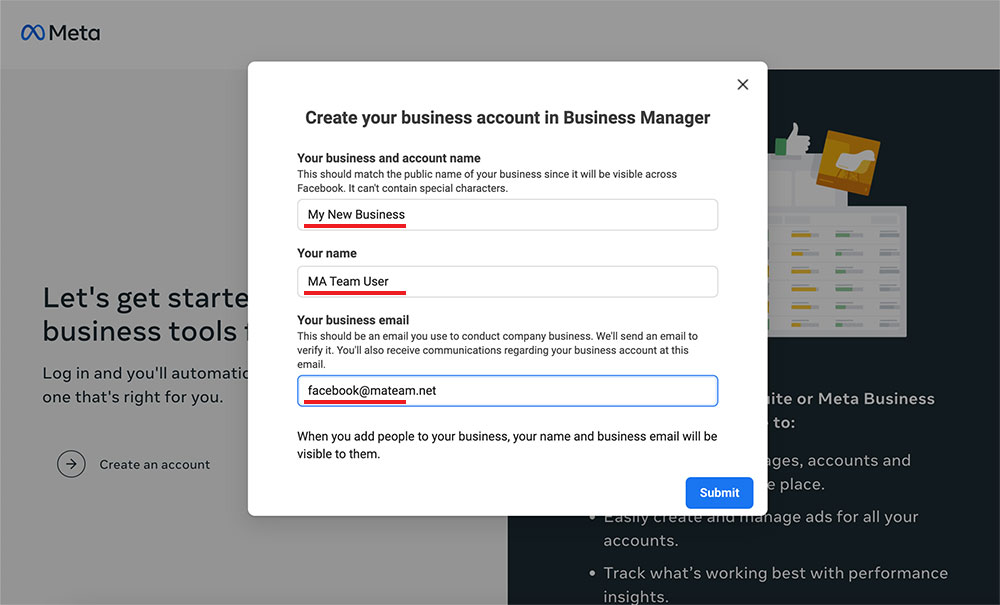 Meta
Create your business account in Business Manager
Your business and account name
This should match the public name of your business since it will be visible across
Facebook. It can't contain special characters.
My New Business
Your name
MA Team User
Your business email
This should be an email you use to conduct company business. We'll send an email to
verify it. You'll also receive communications regarding your business account at this
email.
facebook@mateam.net
When you add people to your business, your name and business email will be
visible to them.
Submit
Let's get starte
business tools
Log in and you'll automatic
one that's right for you.
Create an account
uite or Meta Business
to:
ages, accounts and
e place.
• Easily create and manage ads for all your
accounts.
• Track what's working best with performance
insights.